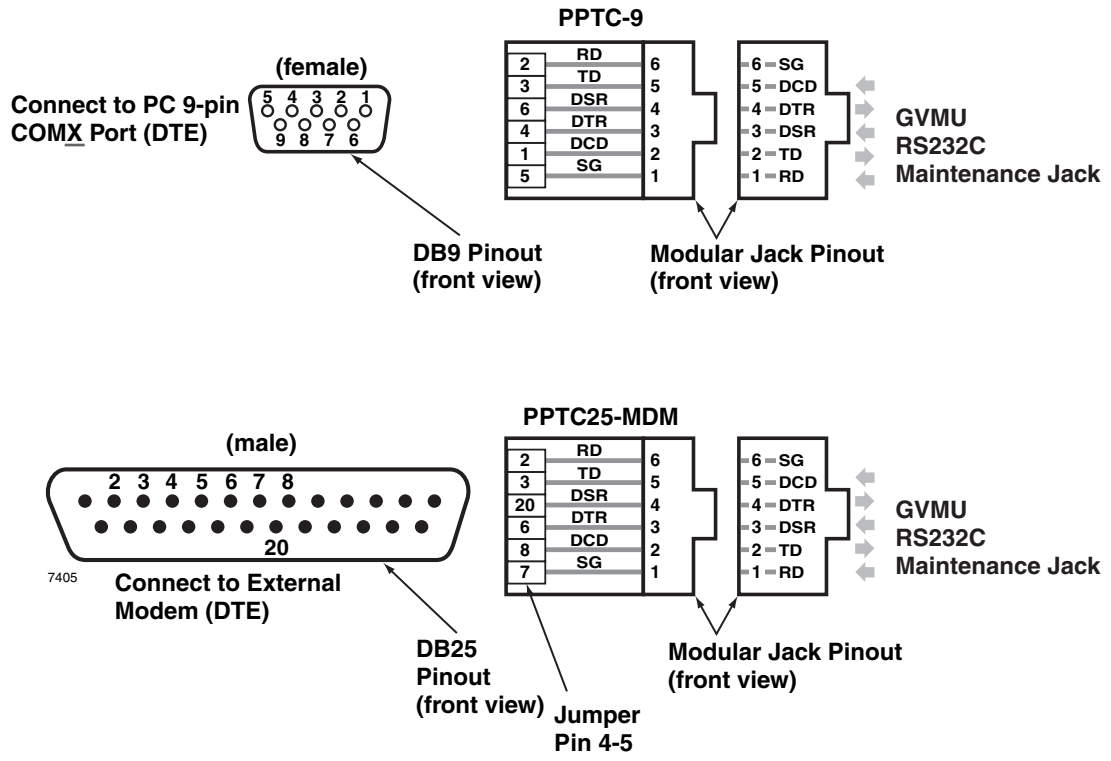 PPTC-9
(female)
Connect to PC 9-pin
COMX Port (DTE)
5 4 3 2 1
9 8 7 6
2 RD 6
3 TD 5
6 DSR 4
4 DTR 3
1 DCD 2
5 SG 1
6 SG
5 DCD
4 DTR
3 DSR
2 TD
1 RD
GVMU
RS232C
Maintenance Jack
DB9 Pinout
(front view)
Modular Jack Pinout
(front view)
PPTC25-MDM
(male)
2 3 4 5 6 7 8
20
7405
Connect to External
Modem (DTE)
2 RD 6
3 TD 5
20 DSR 4
6 DTR 3
8 DCD 2
7 SG 1
6 SG
5 DCD
4 DTR
3 DSR
2 TD
1 RD
GVMU
RS232C
Maintenance Jack
DB25
Pinout
(front view)
Jumper
Pin 4-5
Modular Jack Pinout
(front view)